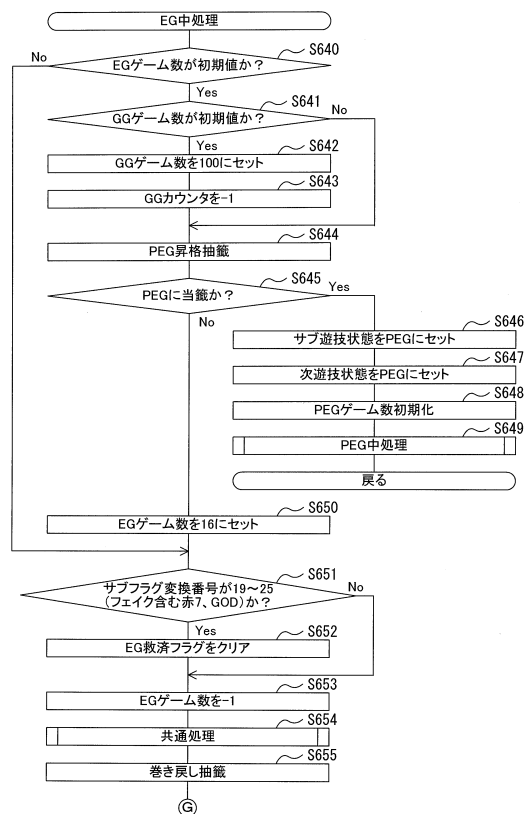 EG中処理
S640
No
EGゲーム数が初期値か？
Yes
S641
No
GGゲーム数が初期値か？
Yes
S642
GGゲーム数を100にセット
S643
GGカウンタを-1
S644
PEG昇格抽籤
S645
PEGに当籤か？
Yes
No
S646
サブ遊技状態をPEGにセット
S647
次遊技状態をPEGにセット
S648
PEGゲーム数初期化
S649
PEG中処理
戻る
S650
EGゲーム数を16にセット
S651
サブフラグ変換番号が19～25
(フェイク含む赤7、GOD)か？
No
Yes
S652
EG救済フラグをクリア
S653
EGゲーム数を-1
S654
共通処理
S655
巻き戻し抽籤
G